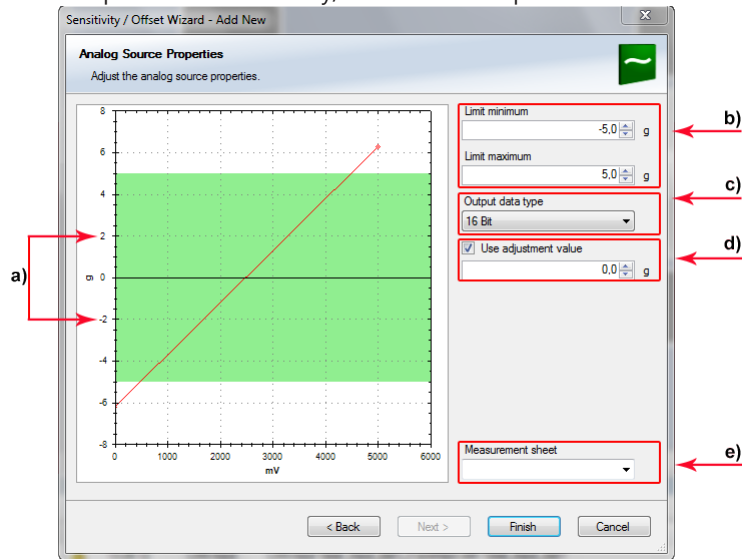 Sensitivity / Offset Wizard - Add New
x
Analog Source Properties
Adjust the analog source properties.
8
6
4
2
0
-2
-4
-6
-8
g
0 1000 2000 3000 4000 5000 6000
mV
Limit minimum
-5,0 g
Limit maximum
5,0 g
Output data type
16 Bit
Use adjustment value
0,0 g
Measurement sheet
a)
b)
c)
d)
e)
< Back Next > Finish Cancel